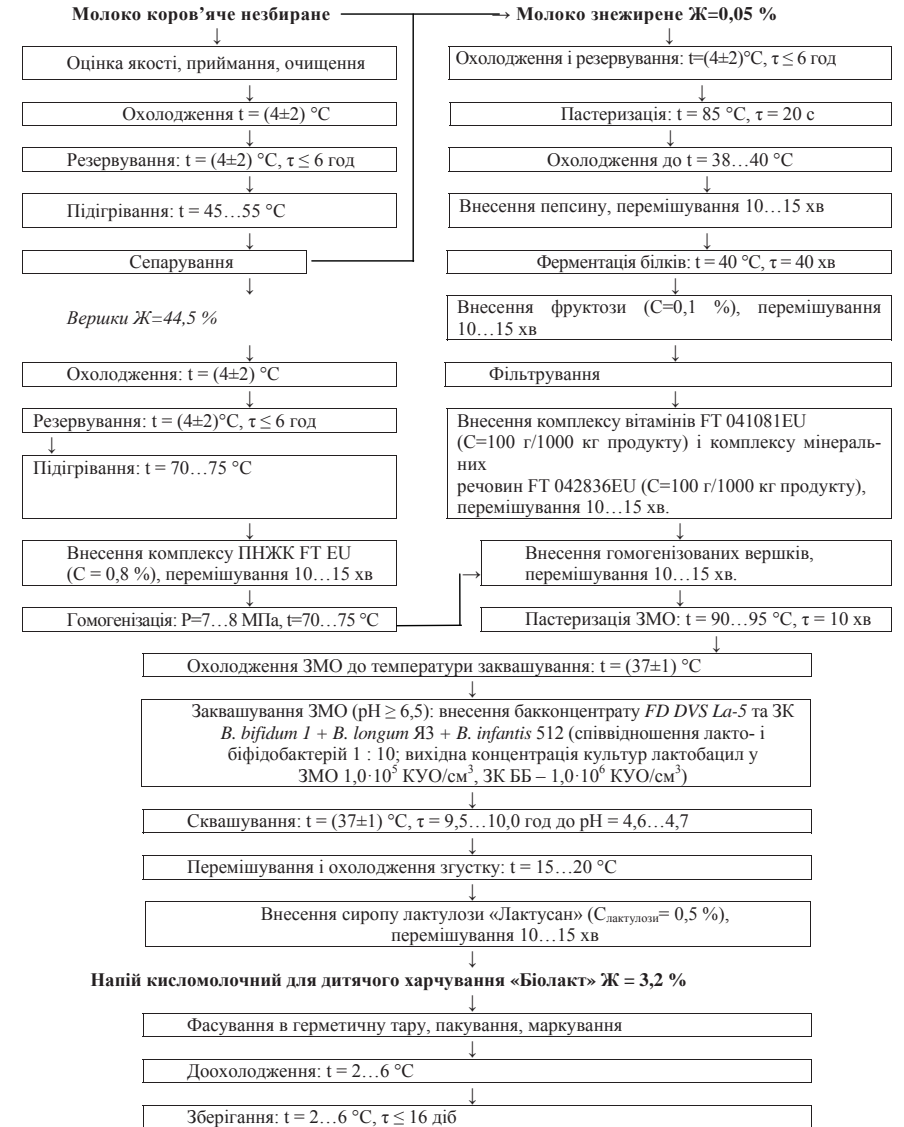 Молоко коров’яче незбиране → Молоко знежирене Ж=0,05 %
↓
Оцінка якості, приймання, очищення
↓
Охолодження t = (4±2) °С
↓
Резервування: t = (4±2) °С, τ ≤ 6 год
↓
Підігрівання: t = 45…55 °С
↓
Сепарування
↓
Вершки Ж=44,5 %
↓
Охолодження: t = (4±2) °С
↓
Резервування: t = (4±2)°С, τ ≤ 6 год
↓
Підігрівання: t = 70…75 °С
↓
Внесення комплексу ПНЖК FT EU
(С = 0,8 %), перемішування 10…15 хв
↓
Гомогенізація: Р=7…8 МПа, t=70…75 °С
↓
Охолодження і резервування: t=(4±2)°С, τ ≤ 6 год
↓
Пастеризація: t = 85 °С, τ = 20 с
↓
Охолодження до t = 38…40 °С
↓
Внесення пепсину, перемішування 10…15 хв
↓
Ферментація білків: t = 40 °С, τ = 40 хв
↓
Внесення фруктози (С=0,1 %), перемішування
10…15 хв
↓
Фільтрування
↓
Внесення комплексу вітамінів FT 041081EU
(С=100 г/1000 кг продукту) і комплексу мінераль-
них
речовин FT 042836EU (С=100 г/1000 кг продукту),
перемішування 10…15 хв.
↓
→ Внесення гомогенізованих вершків,
перемішування 10…15 хв.
↓
Пастеризація ЗМО: t = 90…95 °С, τ = 10 хв
↓
Охолодження ЗМО до температури заквашування: t = (37±1) °С
↓
Заквашування ЗМО (рН ≥ 6,5): внесення бакконцентрату FD DVS La-5 та ЗК
B. bifidum 1 + B. longum ЯЗ + B. infantis 512 (співвідношення лакто- і
біфідобактерій 1 : 10; вихідна концентрація культур лактобацил у
ЗМО 1,0·10⁵ КУО/см³, ЗК ББ – 1,0·10⁶ КУО/см³)
↓
Сквашування: t = (37±1) °С, τ = 9,5…10,0 год до рН = 4,6…4,7
↓
Перемішування і охолодження згустку: t = 15…20 °С
↓
Внесення сиропу лактулози «Лактусан» (Слактулози= 0,5 %),
перемішування 10…15 хв
↓
Напій кисломолочний для дитячого харчування «Біолакт» Ж = 3,2 %
↓
Фасування в герметичну тару, пакування, маркування
↓
Доохолодження: t = 2…6 °С
↓
Зберігання: t = 2…6 °С, τ ≤ 16 діб